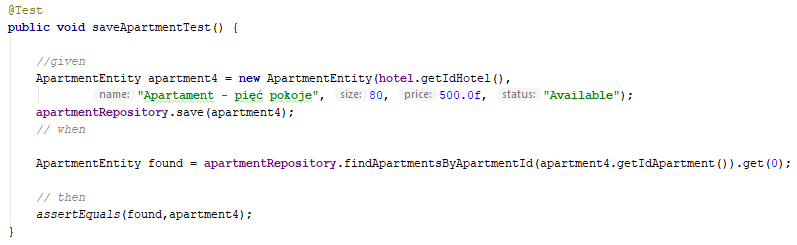 @Test
public void saveApartmentTest() {
//given
ApartmentEntity apartment4 = new ApartmentEntity(hotel.getIdHotel(),
name: "Apartament - pięć pokoje", size: 80, price: 500.0f, status: "Available");
apartmentRepository.save(apartment4);
// when
ApartmentEntity found = apartmentRepository.findApartmentsByApartmentId(apartment4.getIdApartment()).get(0);
// then
assertEquals(found,apartment4);
}